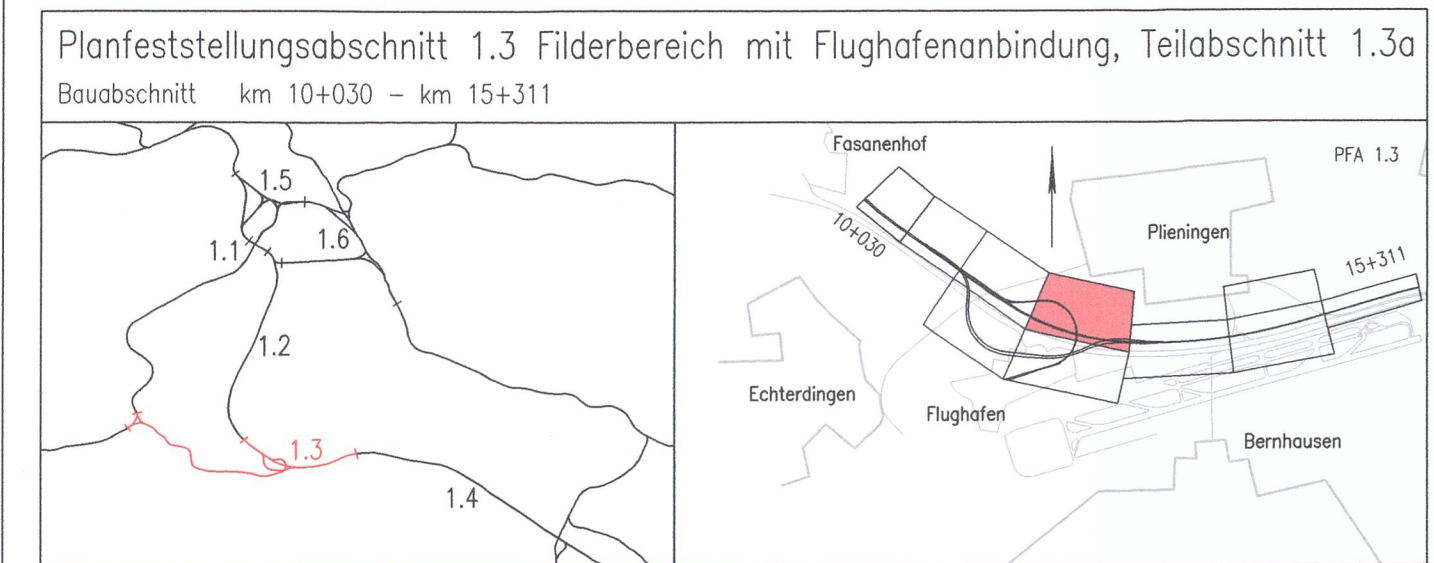 Planfeststellungsabschnitt 1.3 Filderbereich mit Flughafenanbindung, Teilabschnitt 1.3a
Bauabschnitt km 10+030 – km 15+311
1.5
1.1
1.6
1.2
1.3
1.4
Fasanenhof
PFA 1.3
10+030
Plieningen
15+311
Echterdingen
Flughafen
Bernhausen